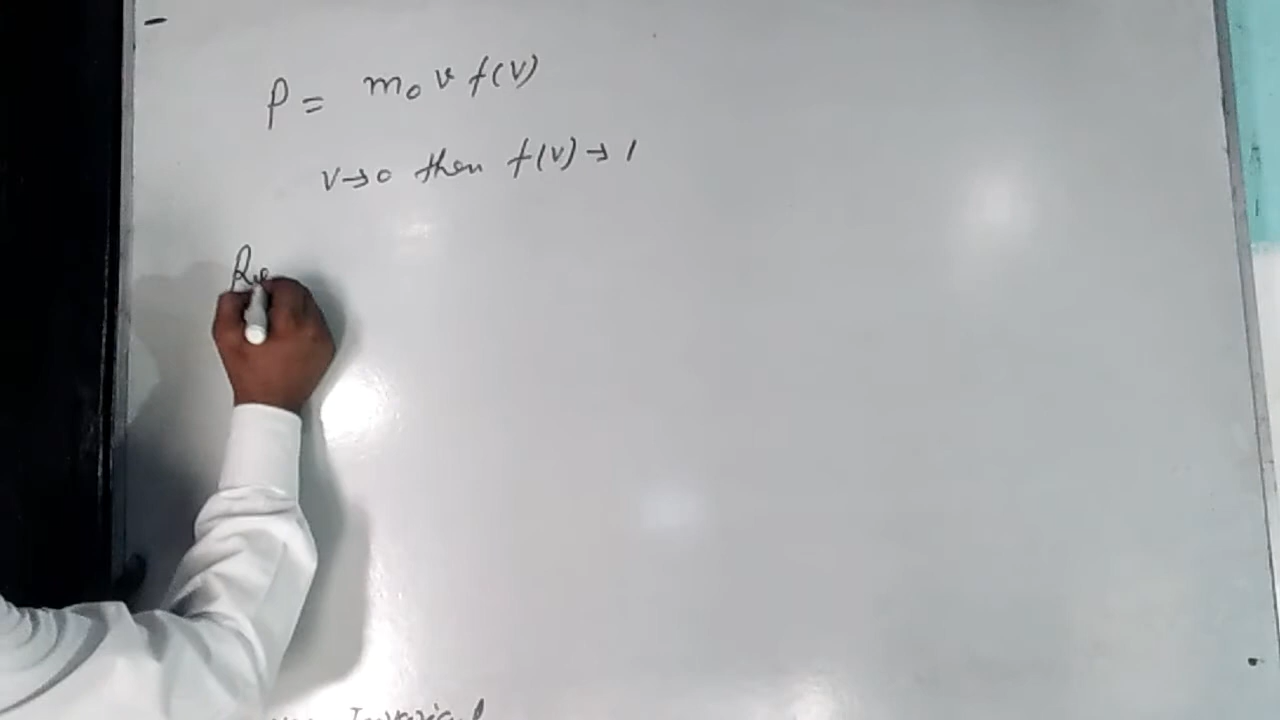 P = m₀ v f(v)
v→0 then f(v) → 1